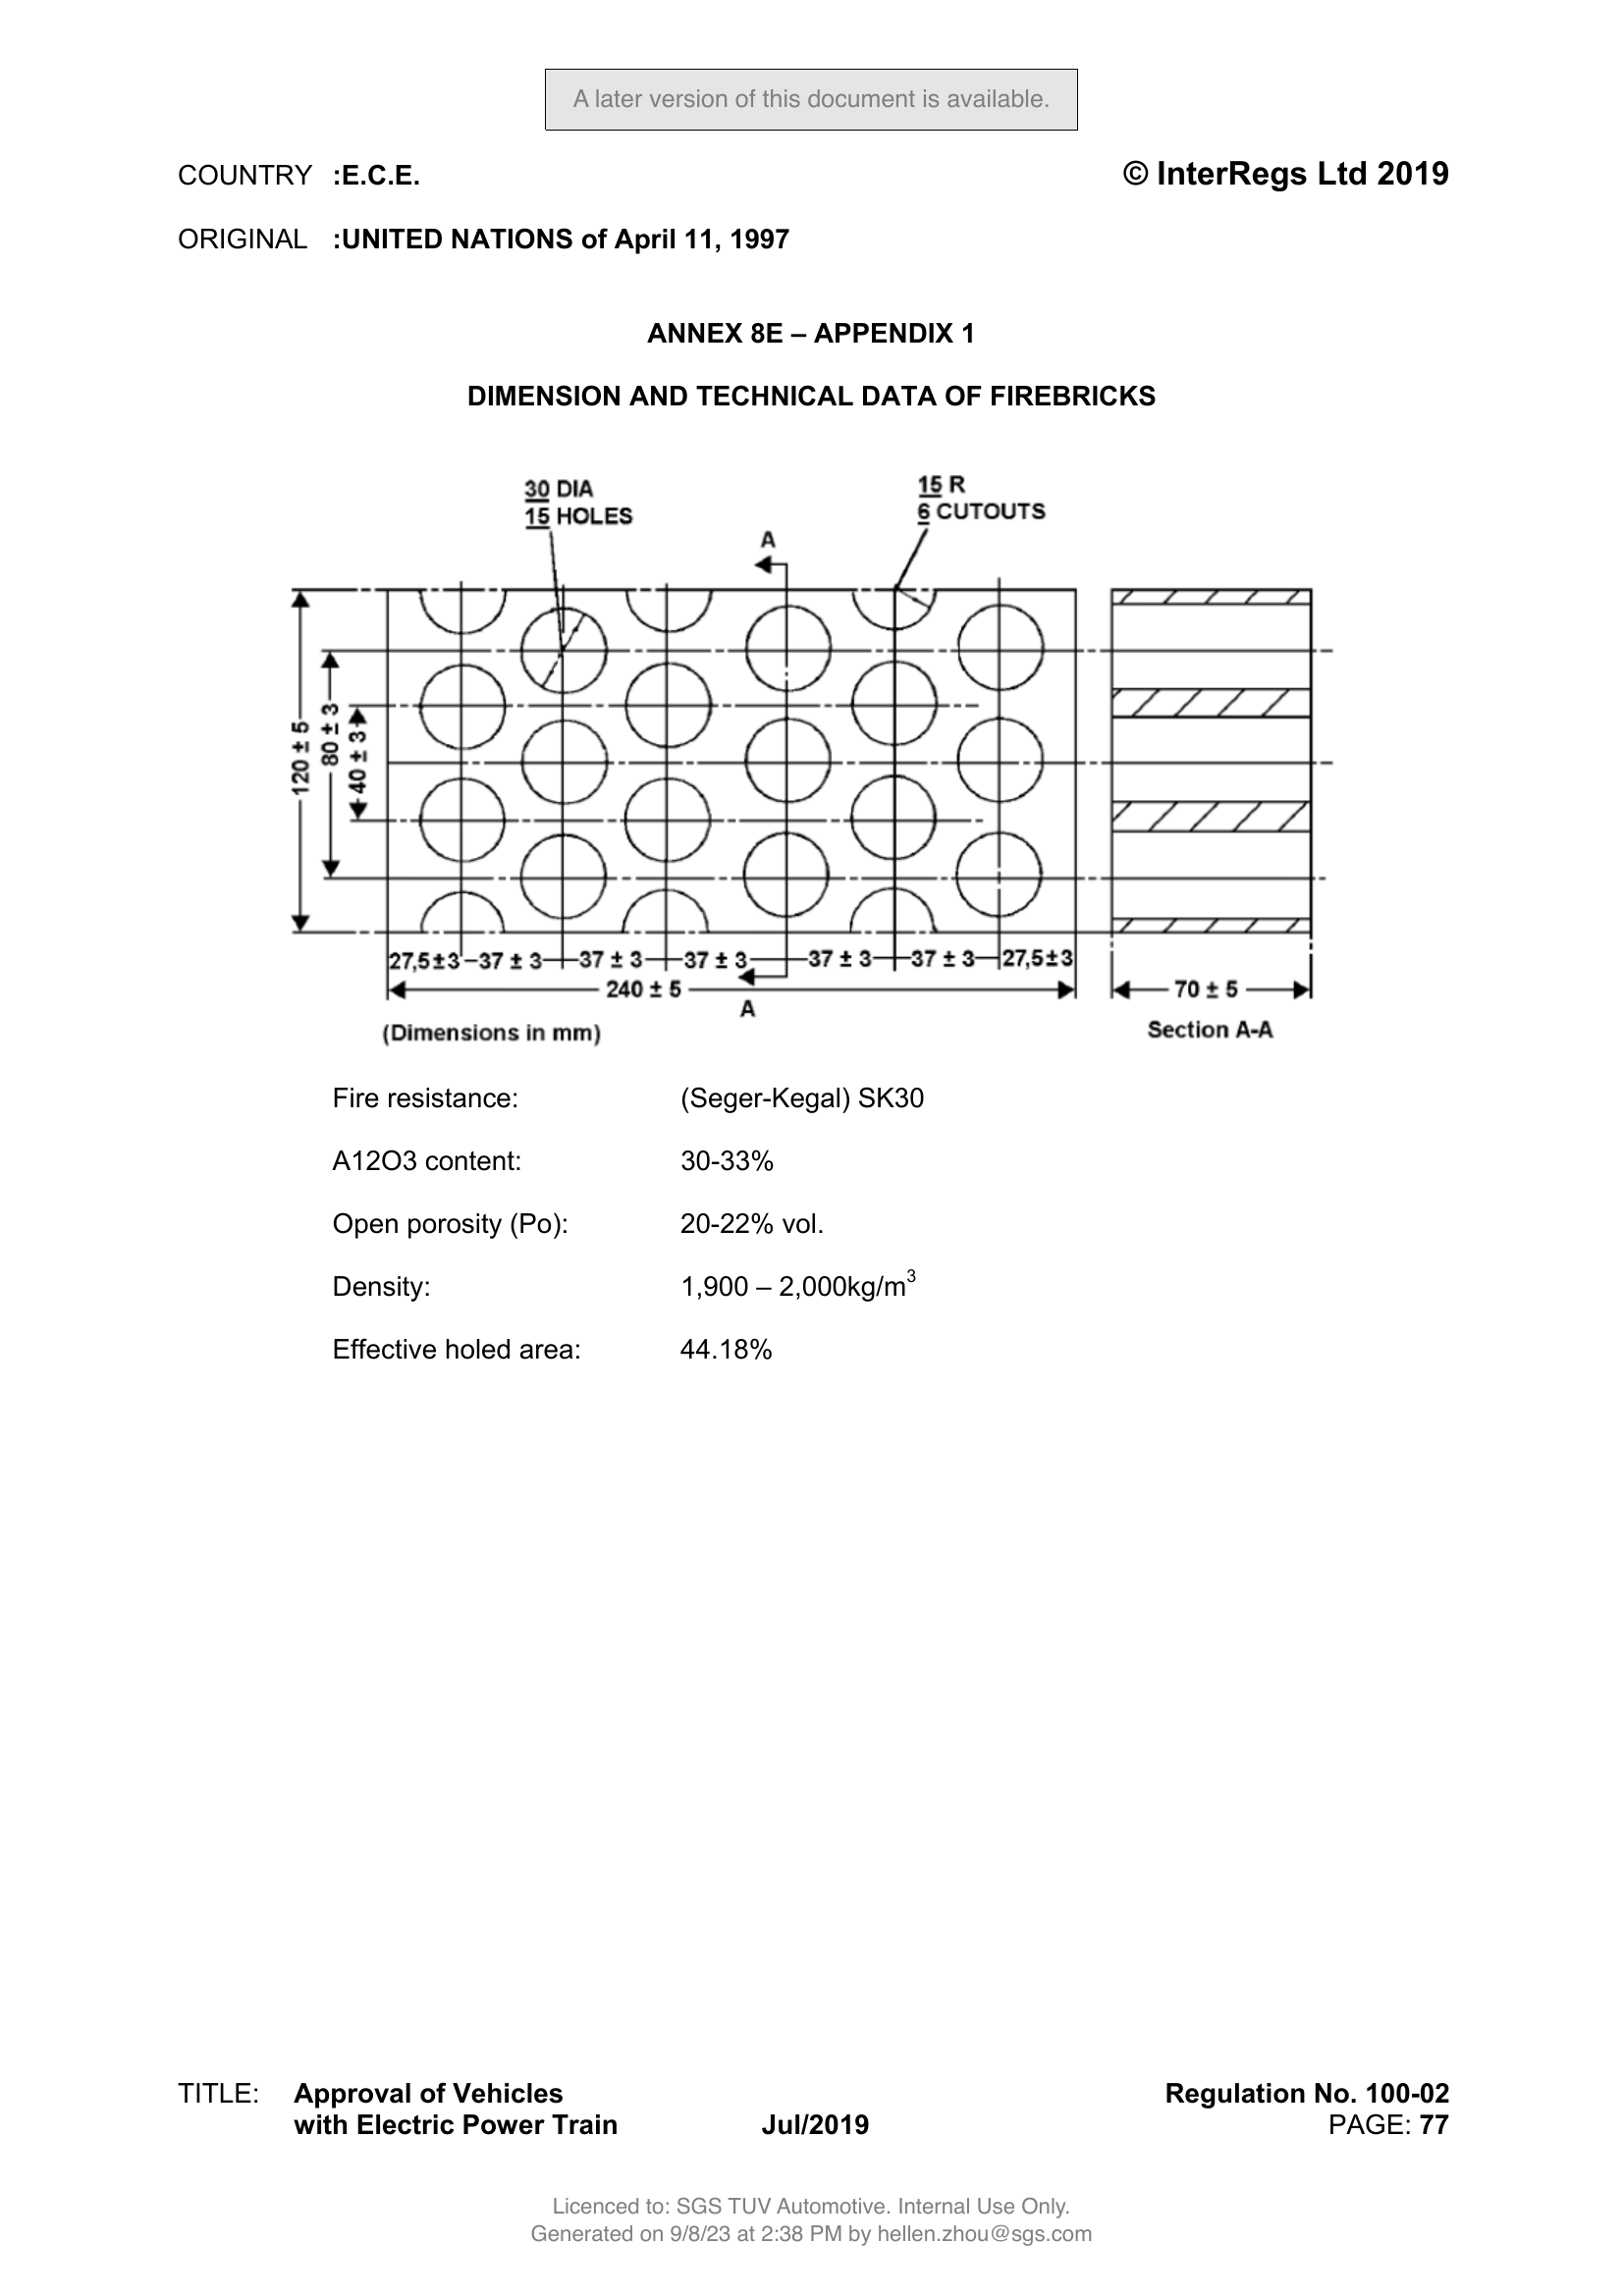 A later version of this document is available.
COUNTRY :E.C.E. © InterRegs Ltd 2019
ORIGINAL :UNITED NATIONS of April 11, 1997
ANNEX 8E – APPENDIX 1
DIMENSION AND TECHNICAL DATA OF FIREBRICKS
30 DIA
15 HOLES
15 R
6 CUTOUTS
A
120 ± 5
80 ± 3
40 ± 3
27,5±3 37 ± 3 37 ± 3 37 ± 3 37 ± 3 37 ± 3 27,5±3
240 ± 5
70 ± 5
A
(Dimensions in mm)
Section A-A
Fire resistance: (Seger-Kegal) SK30
A12O3 content: 30-33%
Open porosity (Po): 20-22% vol.
Density: 1,900 – 2,000kg/m³
Effective holed area: 44.18%
TITLE: Approval of Vehicles Regulation No. 100-02
with Electric Power Train Jul/2019 PAGE: 77
Licenced to: SGS TUV Automotive. Internal Use Only.
Generated on 9/8/23 at 2:38 PM by hellen.zhou@sgs.com